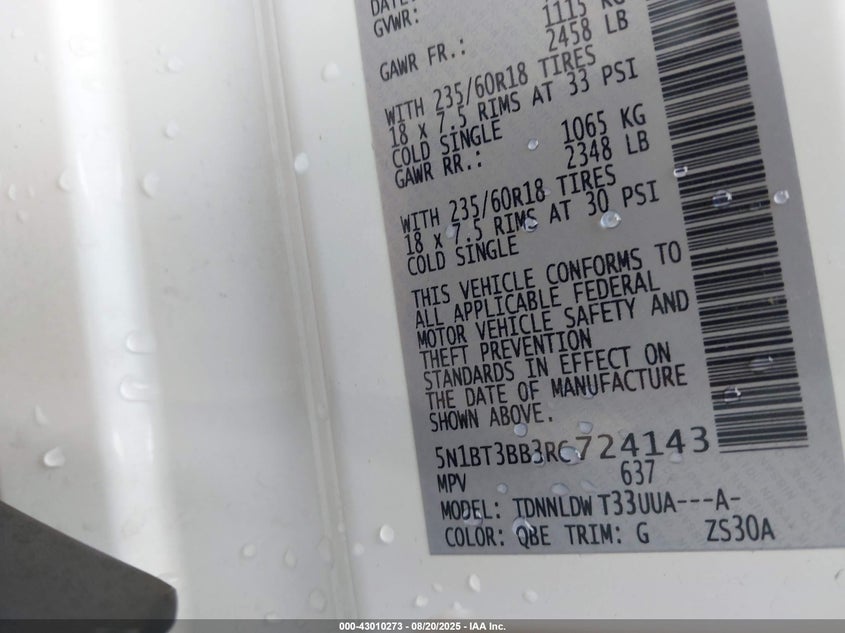 DATE:
GVWR:
1115 KG
GAWR FR.: 2458 LB
WITH 235/60R18 TIRES
18 x 7.5 RIMS AT 33 PSI
COLD SINGLE
1065 KG
GAWR RR.: 2348 LB
WITH 235/60R18 TIRES
18 x 7.5 RIMS AT 30 PSI
COLD SINGLE
THIS VEHICLE CONFORMS TO
ALL APPLICABLE FEDERAL
MOTOR VEHICLE SAFETY AND
THEFT PREVENTION
STANDARDS IN EFFECT ON
THE DATE OF MANUFACTURE
SHOWN ABOVE.
5N1BT3BB3RC724143
MPV 637
MODEL: TDNNLDW T33UUA---A-
COLOR: QBE TRIM: G ZS30A
000-43010273 - 08/20/2025 - IAA Inc.